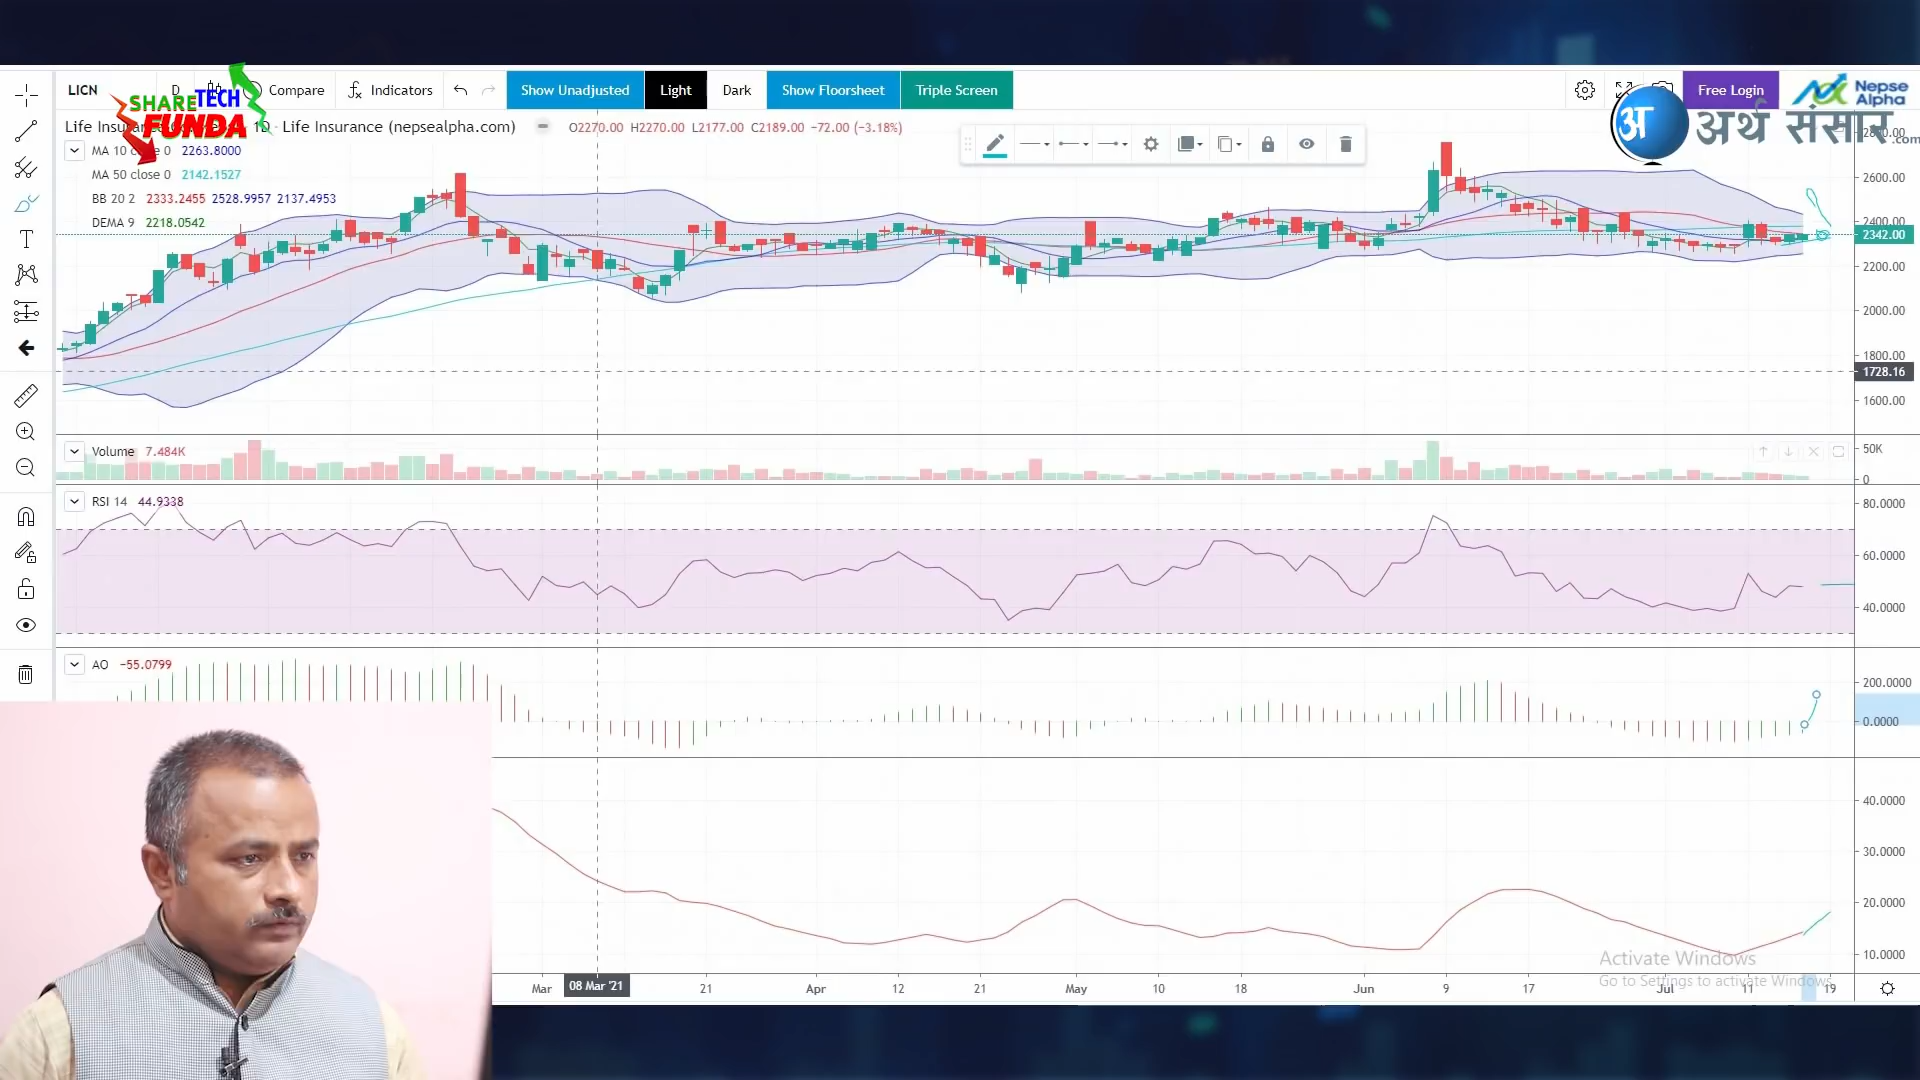 LICN D Compare Indicators Show Unadjusted Light Dark Show Floorsheet Triple Screen Free Login Nepse Alpha
SHARE TECH FUNDA
अ अर्थ संसार .com
1D · Life Insurance (nepsealpha.com) O2270.00 H2270.00 L2177.00 C2189.00 −72.00 (−3.18%)
MA 10 close 0 2263.8000
MA 50 close 0 2142.1527
BB 20 2 2333.2455 2528.9957 2137.4953
DEMA 9 2218.0542
2600.00
2400.00
2342.00
2200.00
2000.00
1800.00
1728.16
1600.00
Volume 7.484K
50K
0
RSI 14 44.9338
80.0000
60.0000
40.0000
AO −55.0799
200.0000
0.0000
40.0000
30.0000
20.0000
10.0000
Activate Windows
Go to Settings to activate Windows.
Mar 08 Mar '21 21 Apr 12 21 May 10 18 Jun 9 17 Jul 11 19